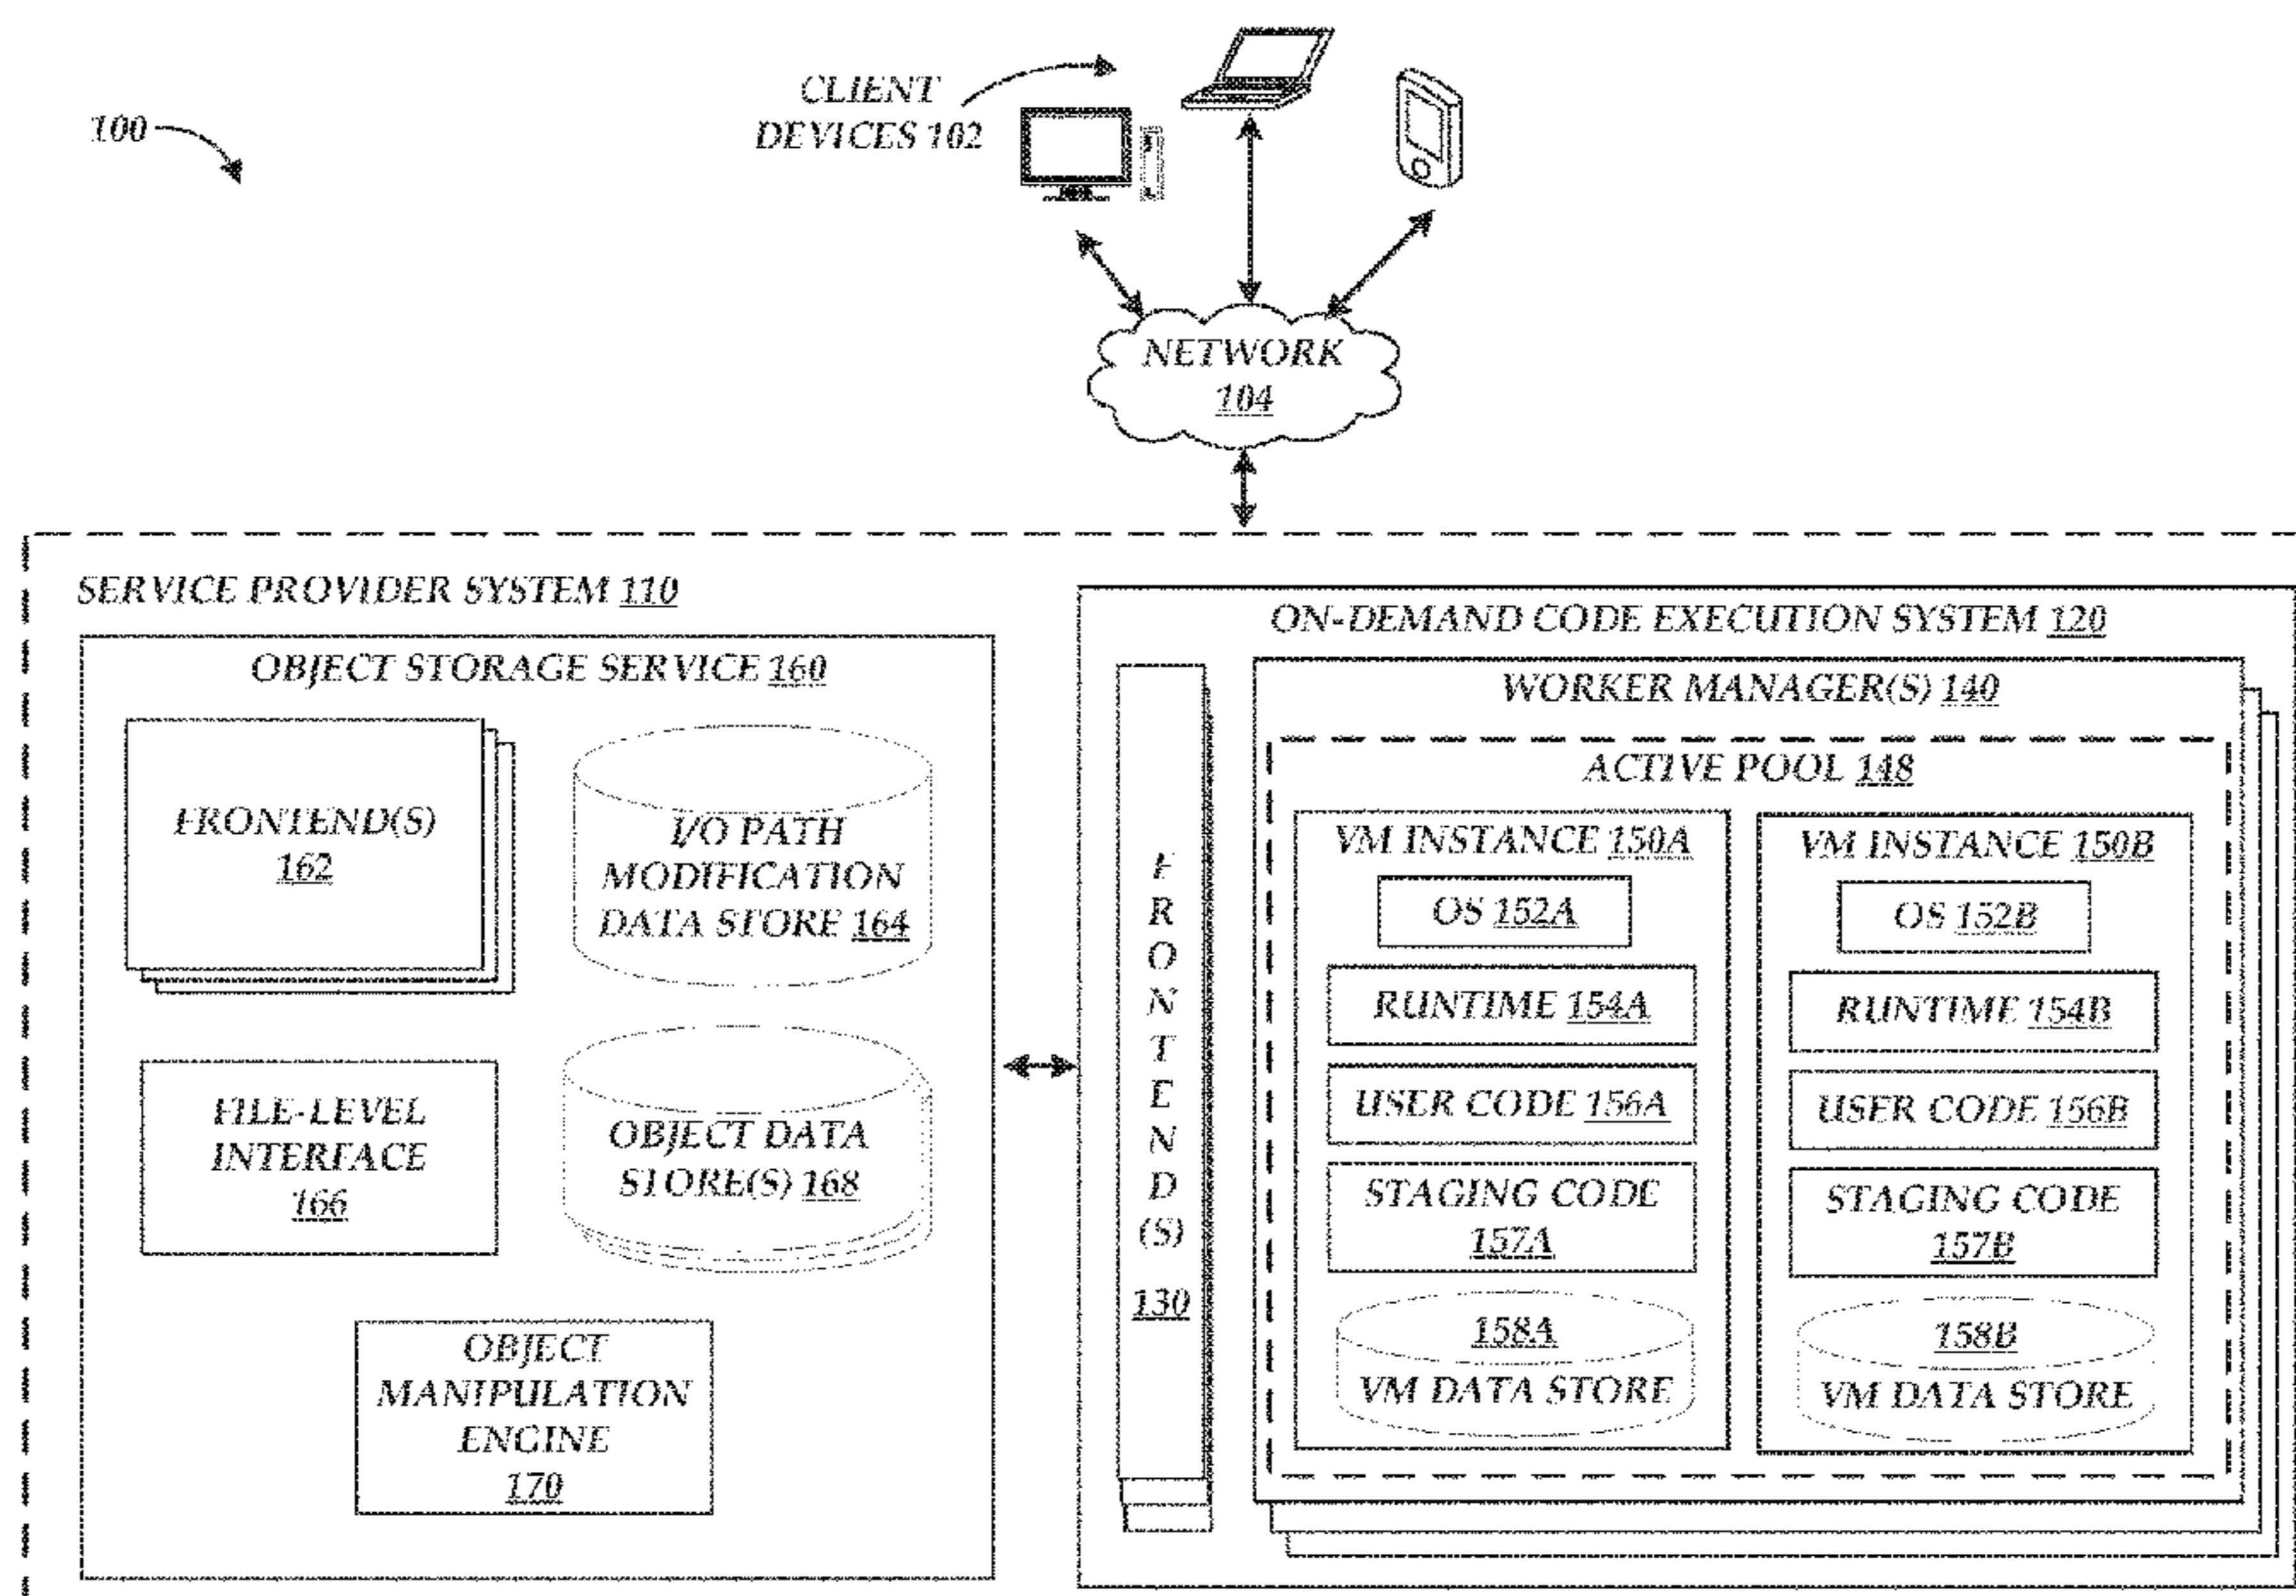 100
CLIENT
DEVICES 102
NETWORK
104
SERVICE PROVIDER SYSTEM 110
OBJECT STORAGE SERVICE 160
FRONTEND(S)
162
I/O PATH
MODIFICATION
DATA STORE 164
FILE-LEVEL
INTERFACE
166
OBJECT DATA
STORE(S) 168
OBJECT
MANIPULATION
ENGINE
170
ON-DEMAND CODE EXECUTION SYSTEM 120
F
R
O
N
T
E
N
D
(S)
130
WORKER MANAGER(S) 140
ACTIVE POOL 148
VM INSTANCE 150A
OS 152A
RUNTIME 154A
USER CODE 156A
STAGING CODE
157A
158A
VM DATA STORE
VM INSTANCE 150B
OS 152B
RUNTIME 154B
USER CODE 156B
STAGING CODE
157B
158B
VM DATA STORE